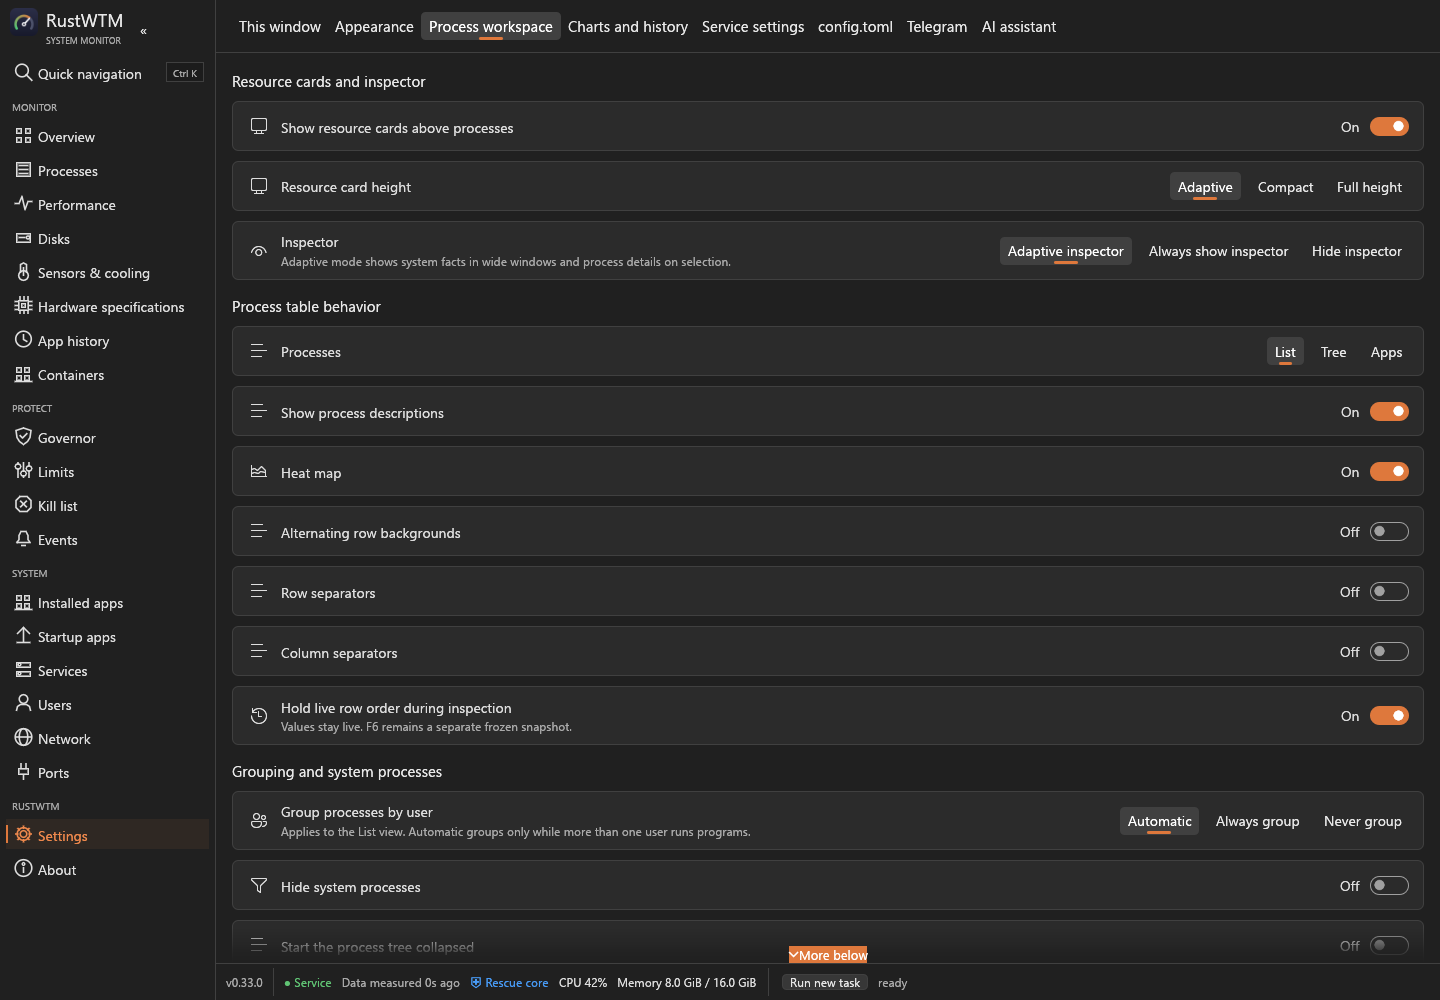 RustWTM
SYSTEM MONITOR
«
Quick navigation
Ctrl K
MONITOR
Overview
Processes
Performance
Disks
Sensors & cooling
Hardware specifications
App history
Containers
PROTECT
Governor
Limits
Kill list
Events
SYSTEM
Installed apps
Startup apps
Services
Users
Network
Ports
RUSTWTM
Settings
About
This window Appearance Process workspace Charts and history Service settings config.toml Telegram AI assistant
Resource cards and inspector
Show resource cards above processes
On
Resource card height
Adaptive Compact Full height
Inspector
Adaptive mode shows system facts in wide windows and process details on selection.
Adaptive inspector Always show inspector Hide inspector
Process table behavior
Processes
List Tree Apps
Show process descriptions
On
Heat map
On
Alternating row backgrounds
Off
Row separators
Off
Column separators
Off
Hold live row order during inspection
Values stay live. F6 remains a separate frozen snapshot.
On
Grouping and system processes
Group processes by user
Applies to the List view. Automatic groups only while more than one user runs programs.
Automatic Always group Never group
Hide system processes
Off
Start the process tree collapsed
Off
More below
v0.33.0 Service Data measured 0s ago Rescue core CPU 42% Memory 8.0 GiB / 16.0 GiB Run new task ready